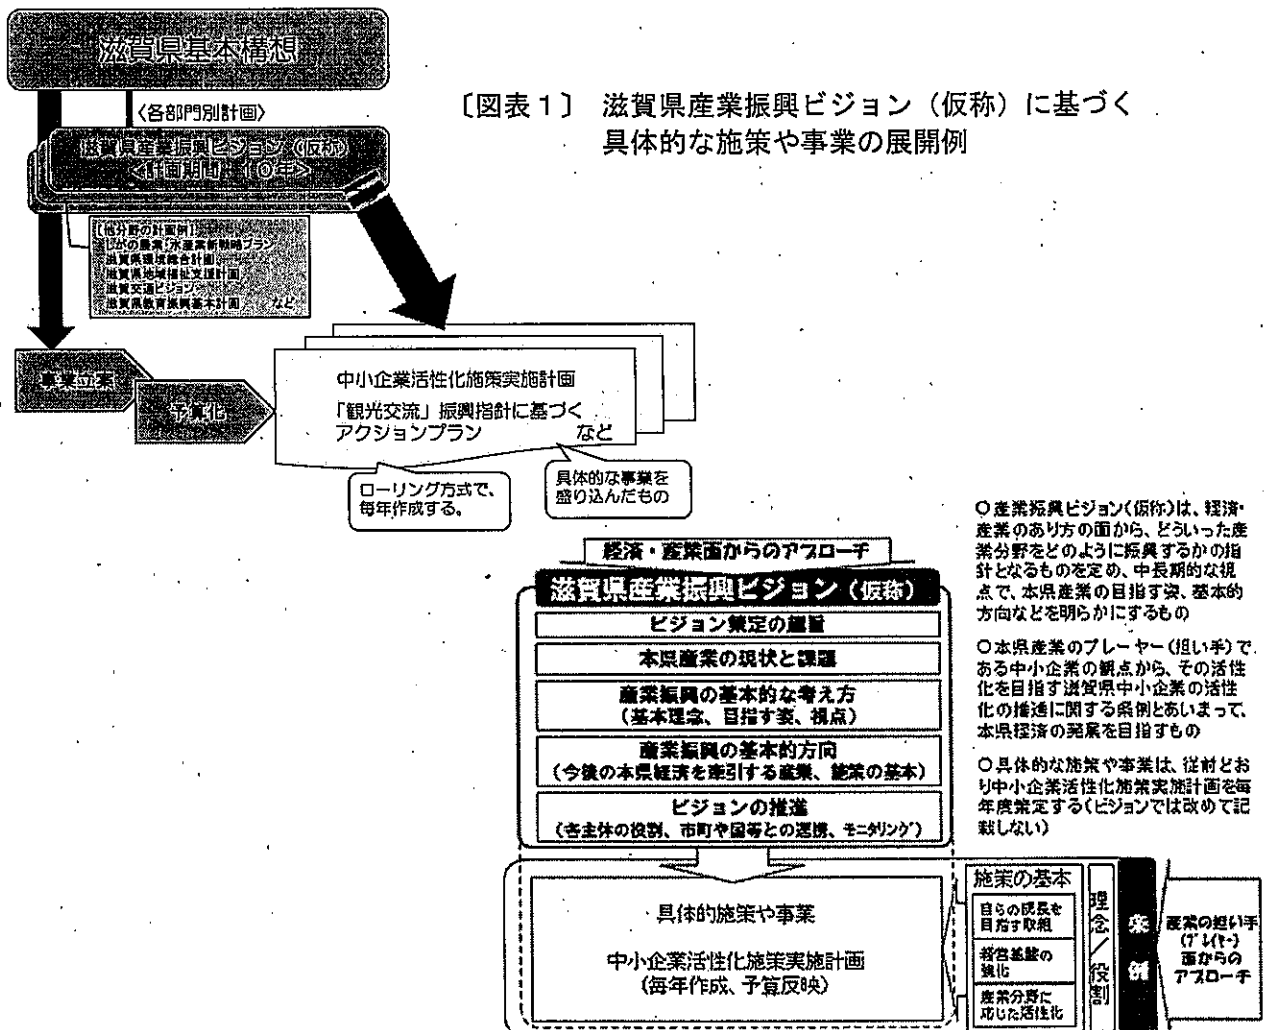 滋賀県基本構想
〈各部門別計画〉
滋賀県産業振興ビジョン（仮称）
<計画期間：１０年>
[他分野の計画例]
しがの農業・水産業新戦略プラン
滋賀県環境総合計画
滋賀県地域福祉支援計画
滋賀交通ビジョン
滋賀県教育振興基本計画　など
〔図表１〕 滋賀県産業振興ビジョン（仮称）に基づく
具体的な施策や事業の展開例
事業立案
予算化
中小企業活性化施策実施計画
「観光交流」振興指針に基づく
アクションプラン　など
ローリング方式で、
毎年作成する。
具体的な事業を
盛り込んだもの
経済・産業面からのアプローチ
滋賀県産業振興ビジョン（仮称）
ビジョン策定の趣旨
本県産業の現状と課題
産業振興の基本的な考え方
（基本理念、目指す姿、視点）
産業振興の基本的方向
（今後の本県経済を牽引する産業、施策の基本）
ビジョンの推進
（各主体の役割、市町や国等との連携、モニタリング）
○産業振興ビジョン（仮称）は、経済・
産業のあり方の面から、どういった産
業分野をどのように振興するかの指
針となるものを定め、中長期的な視
点で、本県産業の目指す姿、基本的
方向などを明らかにするもの
○本県産業のプレーヤー（担い手）で
ある中小企業の観点から、その活性
化を目指す滋賀県中小企業の活性
化の推進に関する条例とあいまって、
本県経済の発展を目指すもの
○具体的な施策や事業は、従前どお
り中小企業活性化施策実施計画を毎
年度策定する（ビジョンでは改めて記
載しない）
具体的施策や事業
中小企業活性化施策実施計画
（毎年作成、予算反映）
施策の基本
自らの成長を
目指す取組
経営基盤の
強化
産業分野に
応じた活性化
理念／役割
条例
産業の担い手
（プレイヤー）
面からの
アプローチ